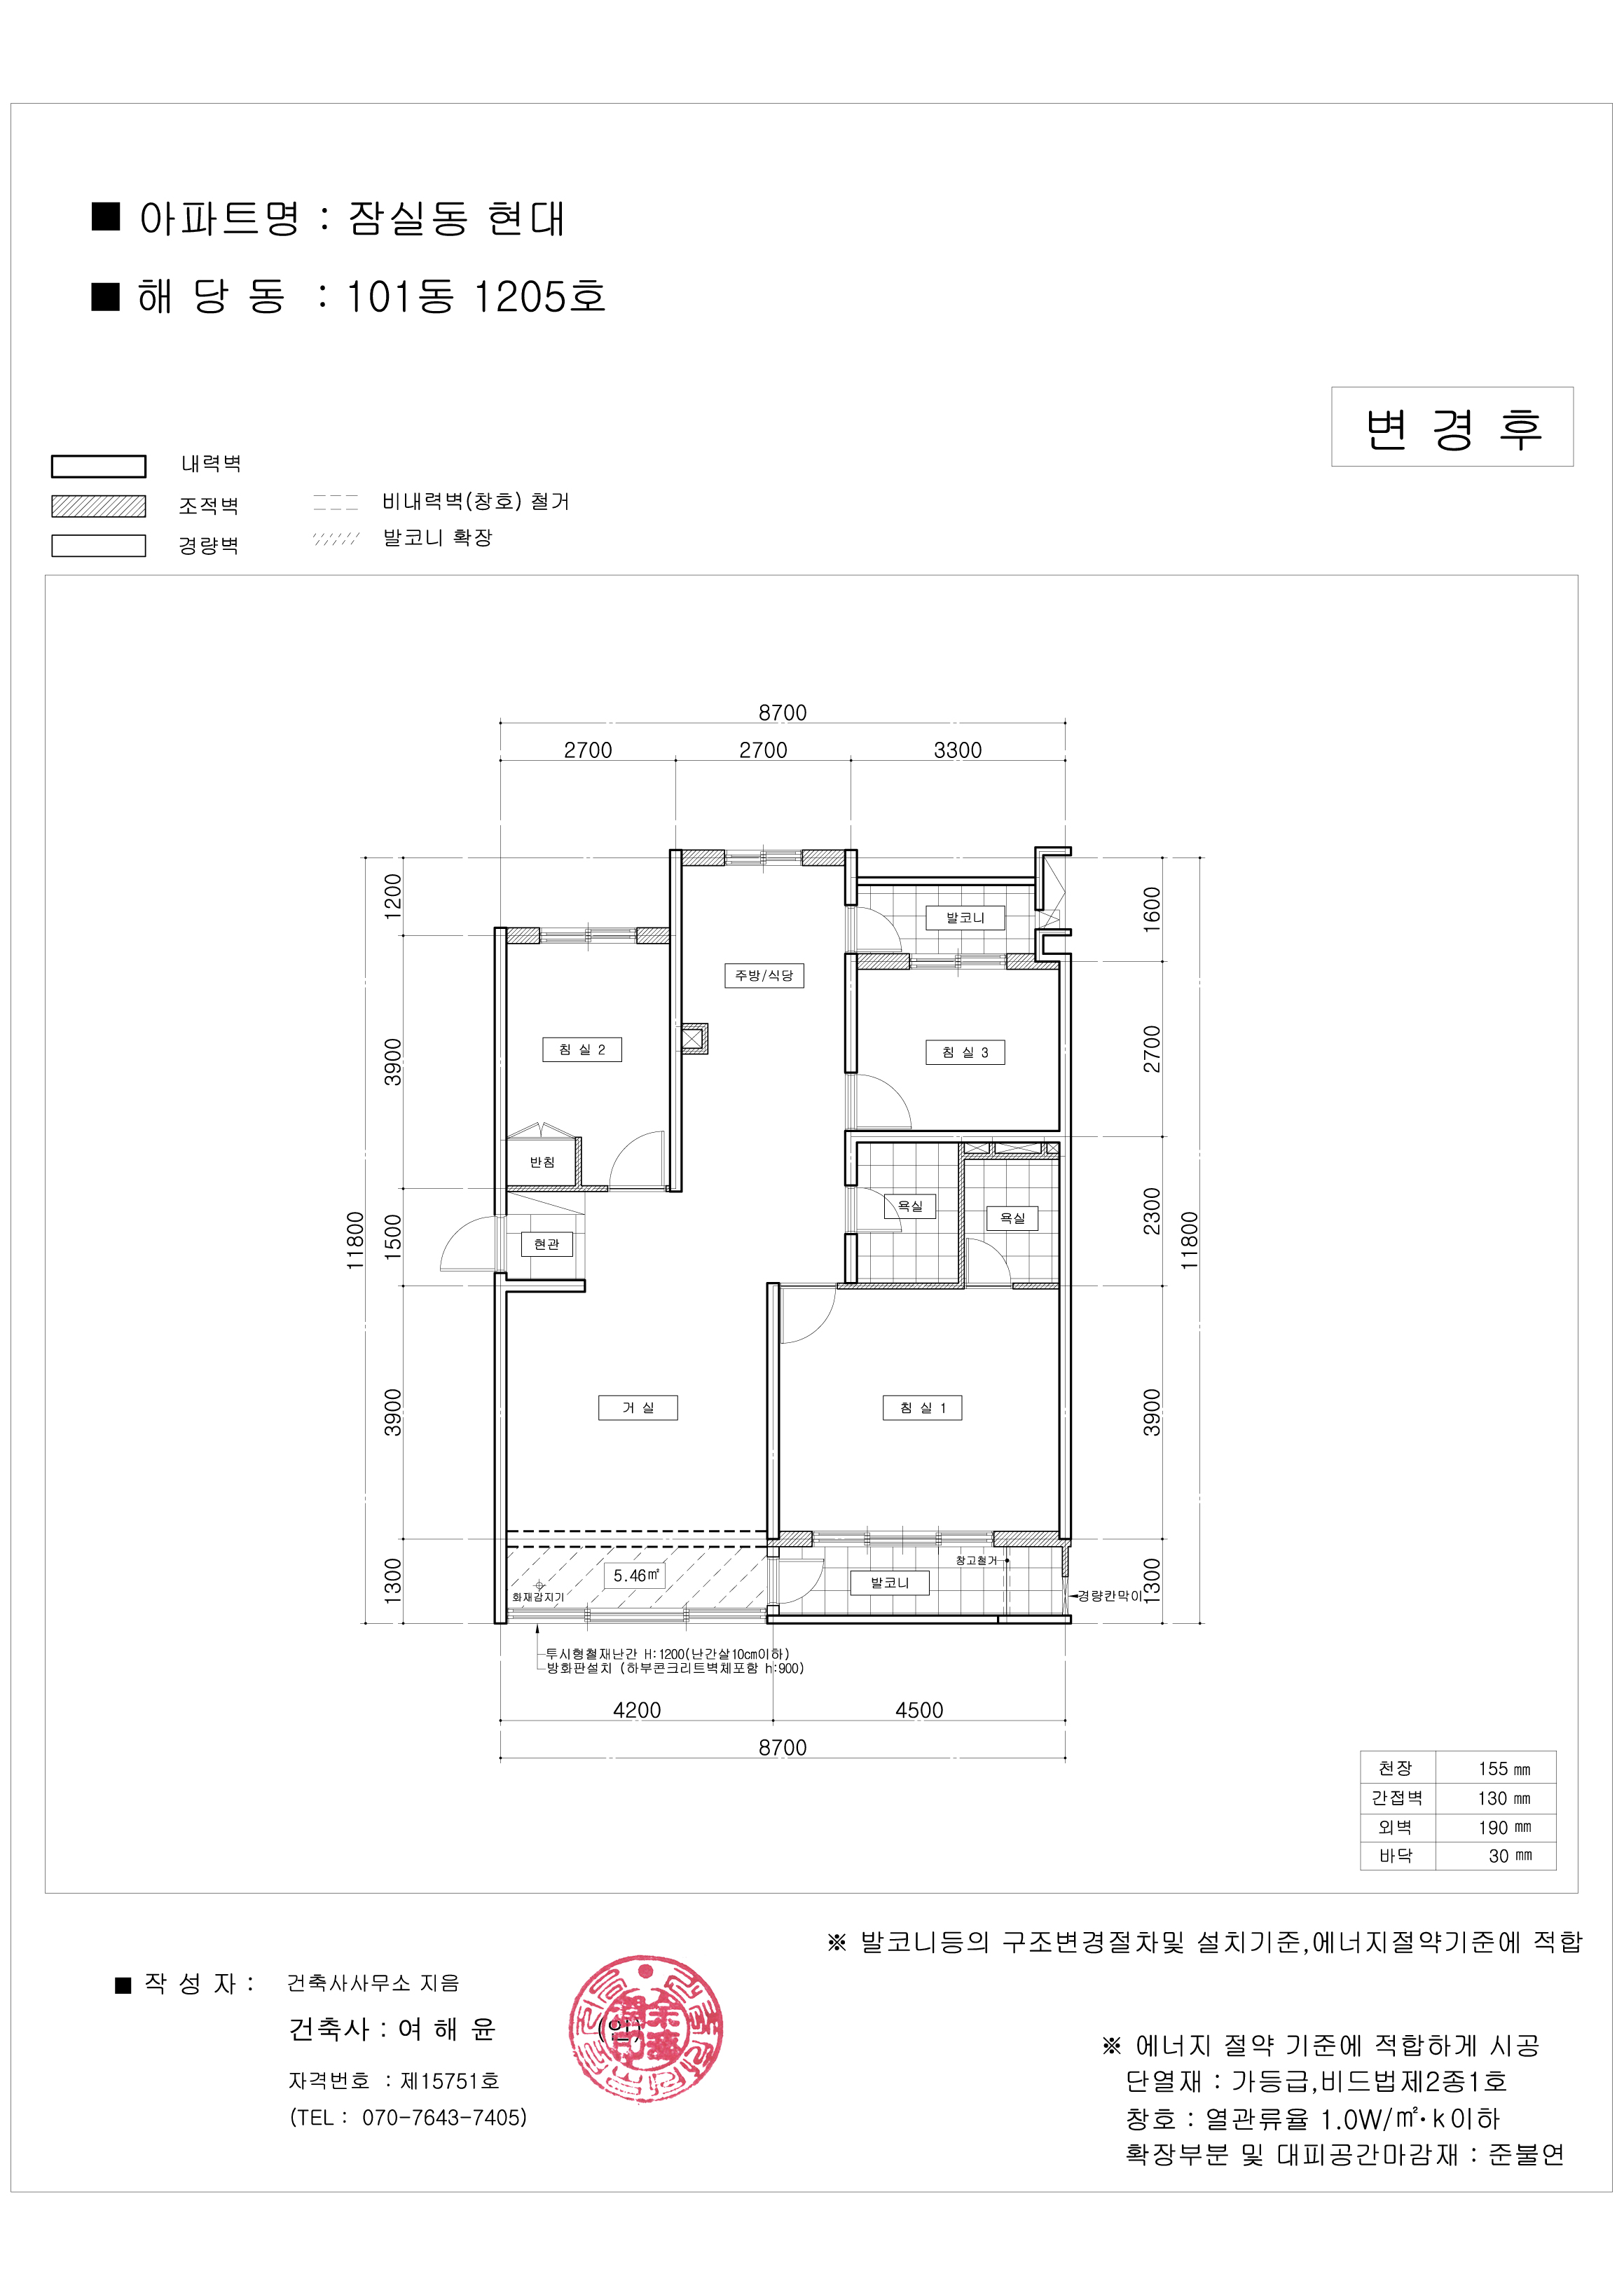 ■ 아파트명 : 잠실동 현대
■ 해 당 동 : 101동 1205호
변 경 후
내력벽
조적벽
경량벽
비내력벽(창호) 철거
발코니 확장
8700
2700 2700 3300
1200
3900
1500
3900
1300
11800
1600
2700
2300
3900
1300
11800
발코니
주방/식당
침 실 2
침 실 3
반침
욕실
욕실
현관
거 실
침 실 1
창고철거
5.46㎡
발코니
화재감지기
경량칸막이
투시형철재난간 H:1200(난간살10cm이하)
방화판설치 (하부콘크리트벽체포함 h:900)
4200 4500
8700
천장 155 ㎜
간접벽 130 ㎜
외벽 190 ㎜
바닥 30 ㎜
※ 발코니등의 구조변경절차및 설치기준,에너지절약기준에 적합
■ 작 성 자 : 건축사사무소 지음
건축사 : 여 해 윤 (인)
자격번호 : 제15751호
(TEL : 070-7643-7405)
※ 에너지 절약 기준에 적합하게 시공
단열재 : 가등급,비드법제2종1호
창호 : 열관류율 1.0W/㎡·k이하
확장부분 및 대피공간마감재 : 준불연